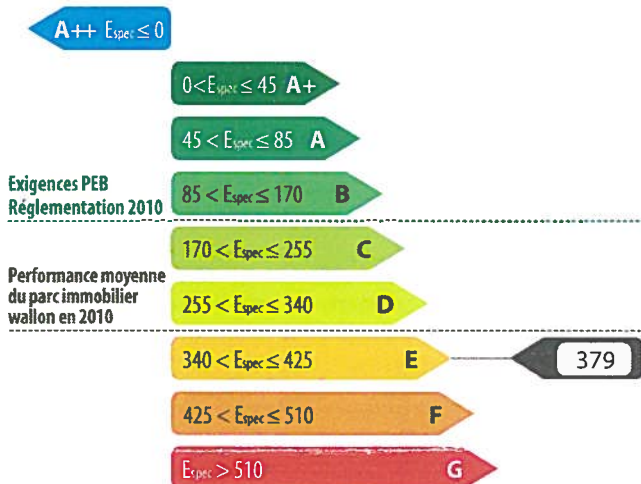 A++ Espec ≤ 0
0 < Espec ≤ 45 A+
45 < Espec ≤ 85 A
Exigences PEB
Réglementation 2010
85 < Espec ≤ 170 B
170 < Espec ≤ 255 C
Performance moyenne
du parc immobilier
wallon en 2010
255 < Espec ≤ 340 D
340 < Espec ≤ 425 E 379
425 < Espec ≤ 510 F
Espec > 510 G